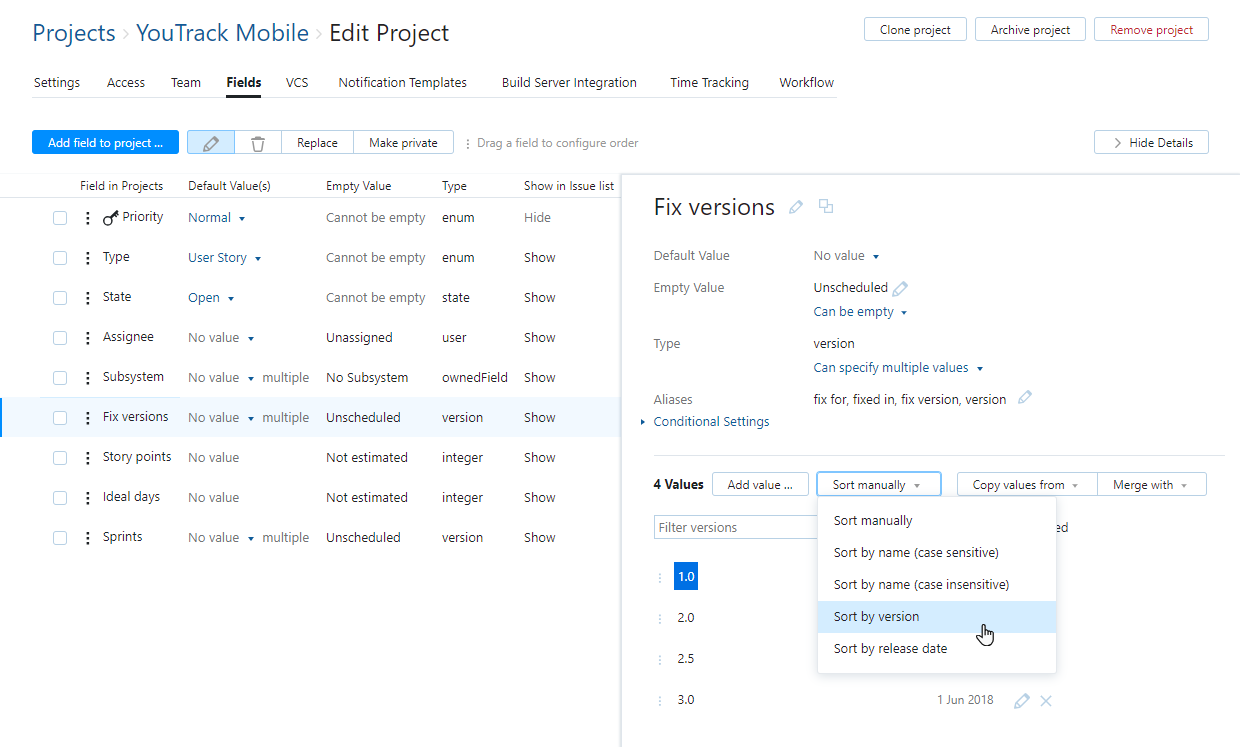 Projects › YouTrack Mobile › Edit Project
Clone project
Archive project
Remove project
Settings Access Team Fields VCS Notification Templates Build Server Integration Time Tracking Workflow
Add field to project ...
Replace
Make private
Drag a field to configure order
Hide Details
Field in Projects Default Value(s) Empty Value Type Show in Issue list
Priority Normal Cannot be empty enum Hide
Type User Story Cannot be empty enum Show
State Open Cannot be empty state Show
Assignee No value Unassigned user Show
Subsystem No value multiple No Subsystem ownedField Show
Fix versions No value multiple Unscheduled version Show
Story points No value Not estimated integer Show
Ideal days No value Not estimated integer Show
Sprints No value multiple Unscheduled version Show
Fix versions
Default Value No value
Empty Value Unscheduled
Can be empty
Type version
Can specify multiple values
Aliases fix for, fixed in, fix version, version
Conditional Settings
4 Values
Add value ...
Sort manually
Copy values from
Merge with
Filter versions
Sort manually
Sort by name (case sensitive)
Sort by name (case insensitive)
Sort by version
Sort by release date
1.0
2.0
2.5
3.0 1 Jun 2018